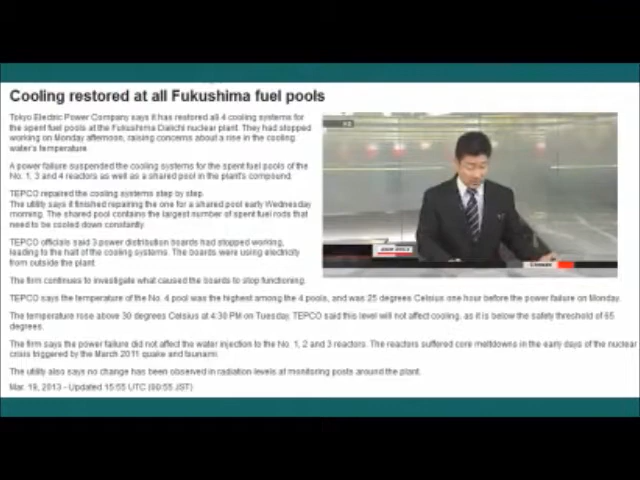 Cooling restored at all Fukushima fuel pools
Tokyo Electric Power Company says it has restored all 4 cooling systems for
the spent fuel pools at the Fukushima Daiichi nuclear plant. They had stopped
working on Monday afternoon, raising concerns about a rise in the cooling
water's temperature.
A power failure suspended the cooling systems for the spent fuel pools of the
No. 1, 3 and 4 reactors as well as a shared pool in the plant's compound.
TEPCO repaired the cooling systems step by step.
The utility says it finished repairing the one for a shared pool early Wednesday
morning. The shared pool contains the largest number of spent fuel rods that
need to be cooled down constantly.
TEPCO officials said 3 power distribution boards had stopped working,
leading to the halt of the cooling systems. The boards were using electricity
from outside the plant.
The firm continues to investigate what caused the boards to stop functioning.
TEPCO says the temperature of the No. 4 pool was the highest among the 4 pools, and was 25 degrees Celsius one hour before the power failure on Monday.
The temperature rose above 30 degrees Celsius at 4:30 PM on Tuesday. TEPCO said this level will not affect cooling, as it is below the safety threshold of 65
degrees.
The firm says the power failure did not affect the water injection to the No. 1, 2 and 3 reactors. The reactors suffered core meltdowns in the early days of the nuclear
crisis triggered by the March 2011 quake and tsunami.
The utility also says no change has been observed in radiation levels at monitoring posts around the plant.
Mar. 19, 2013 - Updated 15:55 UTC (00:55 JST)